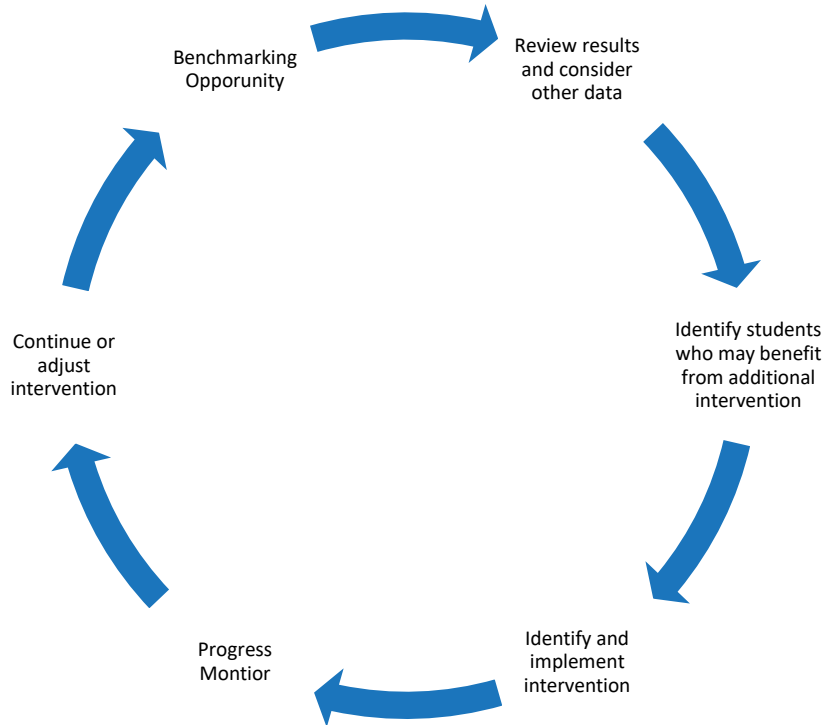 Benchmarking
Opporunity
Review results
and consider
other data
Identify students
who may benefit
from additional
intervention
Identify and
implement
intervention
Progress
Montior
Continue or
adjust
intervention